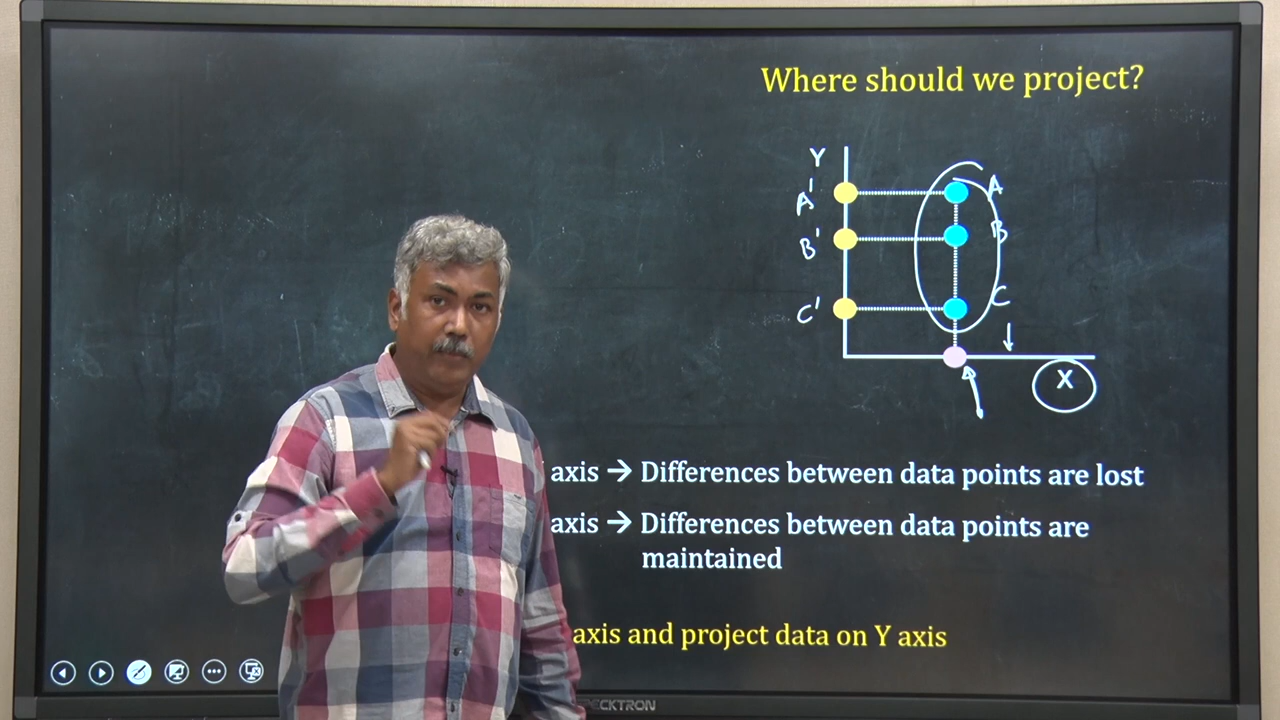 Where should we project?
Y
A' A
B' B
C' C
X
axis → Differences between data points are lost
axis → Differences between data points are
maintained
axis and project data on Y axis
ECKTRON